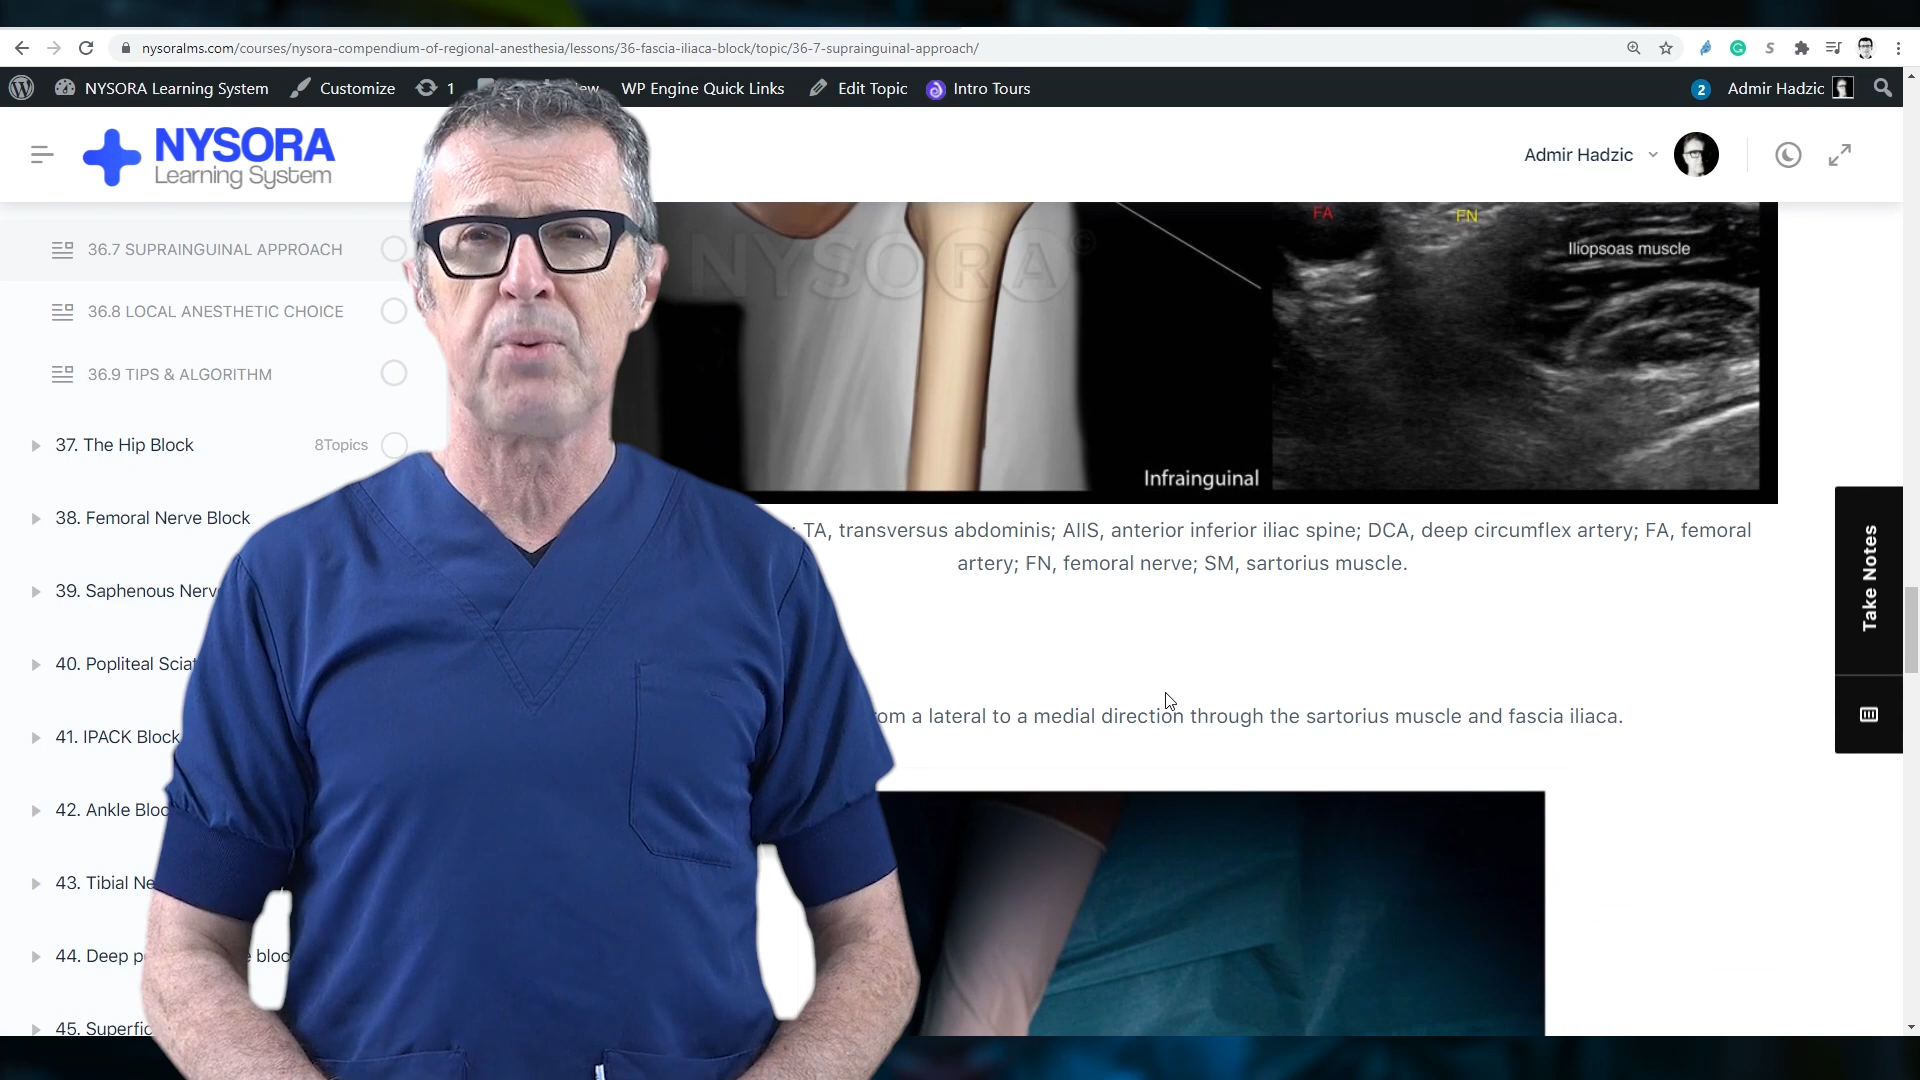 nysoralms.com/courses/nysora-compendium-of-regional-anesthesia/lessons/36-fascia-iliaca-block/topic/36-7-suprainguinal-approach/
NYSORA Learning System
Customize
1
WP Engine Quick Links
Edit Topic
Intro Tours
2
Admir Hadzic
NYSORA
Learning System
Admir Hadzic
36.7 SUPRAINGUINAL APPROACH
36.8 LOCAL ANESTHETIC CHOICE
36.9 TIPS & ALGORITHM
37. The Hip Block
8Topics
38. Femoral Nerve Block
39. Saphenous Nerv
40. Popliteal Sciat
41. IPACK Block
42. Ankle Bloc
43. Tibial Ne
44. Deep p
bloc
45. Superfic
NYSORA©
FA
FN
Iliopsoas muscle
Infrainguinal
; TA, transversus abdominis; AIIS, anterior inferior iliac spine; DCA, deep circumflex artery; FA, femoral
artery; FN, femoral nerve; SM, sartorius muscle.
om a lateral to a medial direction through the sartorius muscle and fascia iliaca.
Take Notes